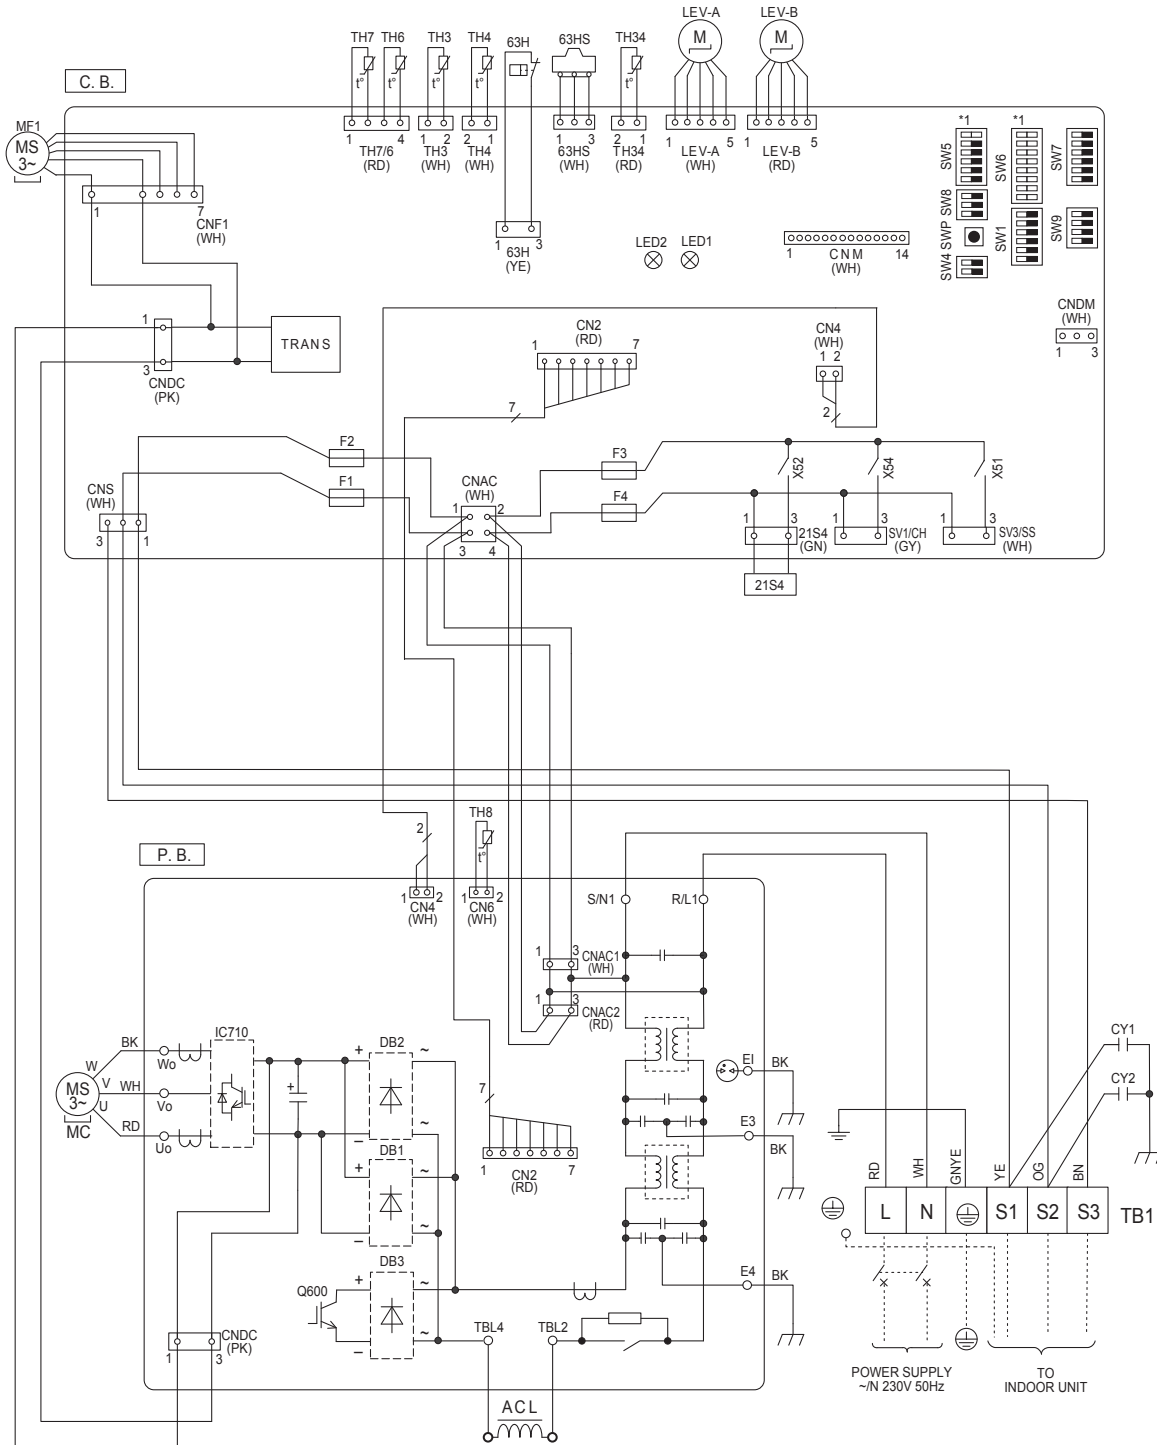 LEV-A LEV-B
TH7 TH6 TH3 TH4 63H 63HS TH34
M M
t° t° t° t° t°
C. B.
MF1
MS
3~
1 4 1 2 2 1 1 3 2 1 1 5 1 5
TH7/6
(RD)
TH3
(WH)
TH4
(WH)
63HS
(WH)
TH34
(RD)
LEV-A
(WH)
LEV-B
(RD)
*1 *1
SW5
SW6
SW7
SW8
SWP
SW1
SW9
SW4
1 7
CNF1
(WH)
1 3
63H
(YE)
LED2 LED1
1 14
CNM
(WH)
CNDM
(WH)
1 3
1
3
CNDC
(PK)
TRANS
CN2
(RD)
1 7
7
CN4
(WH)
1 2
2
F2
F1
F3
F4
CNAC
(WH)
1 2
3 4
X52
X54
X51
CNS
(WH)
3 1
1 3
21S4
(GN)
1 3
SV1/CH
(GY)
1 3
SV3/SS
(WH)
21S4
P. B.
2
TH8
t°
1 2
CN4
(WH)
1 2
CN6
(WH)
S/N1 R/L1
1 3
CNAC1
(WH)
1 3
CNAC2
(RD)
IC710
BK
W
Wo
V
WH
Vo
U
RD
Uo
MS
3~
MC
+
+ DB2 ~
– ~
+ DB1 ~
– ~
+ DB3 ~
– ~
Q600
7
1 7
CN2
(RD)
EI
BK
E3
BK
E4
BK
CY1
CY2
RD
WH
GNYE
YE
OG
BN
L N S1 S2 S3 TB1
CNDC
(PK)
1 3
TBL4 TBL2
ACL
POWER SUPPLY
~/N 230V 50Hz
TO
INDOOR UNIT